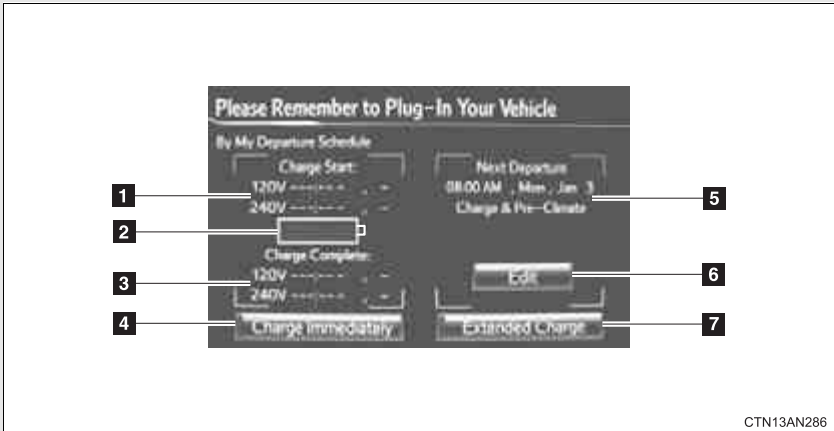 Please Remember to Plug-In Your Vehicle
By My Departure Schedule
Charge Start:
120V --:-- -- , -
240V --:-- -- , -
Charge Complete:
120V --:-- -- , -
240V --:-- -- , -
Charge Immediately
Next Departure
08:00 AM , Mon , Jan 3
Charge & Pre-Climate
Edit
Extended Charge
1
2
3
4
5
6
7
CTN13AN286